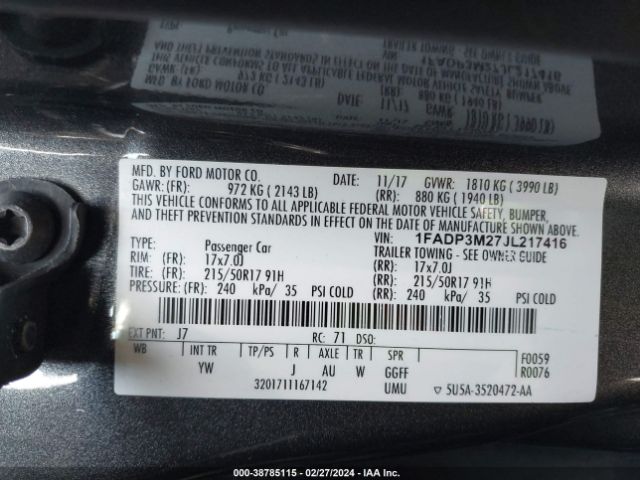 MFD. BY FORD MOTOR CO. DATE: 11/17 GVWR: 1810 KG ( 3990 LB)
GAWR: (FR) 972 KG ( 2143 LB) (RR): 880 KG ( 1940 LB)
THIS VEHICLE CONFORMS TO ALL APPLICABLE FEDERAL MOTOR VEHICLE SAFETY, BUMPER,
AND THEFT PREVENTION STANDARDS IN EFFECT ON THE DATE OF MANUFACTURE SHOWN ABOVE.
VIN: 1FADP3M27JL217416
TYPE: Passenger Car TRAILER TOWING - SEE OWNER GUIDE
RIM: (FR): 17x7.0J (RR): 17x7.0J
TIRE: (FR): 215/50R17 91H (RR): 215/50R17 91H
PRESSURE: (FR): 240 kPa/ 35 PSI COLD (RR): 240 kPa/ 35 PSI COLD
EXT PNT: J7 RC: 71 DSO: F0059
WB INT TR TP/PS R AXLE TR SPR R0076
YW J AU W GGFF
3201711167142 UMU ▽ 5U5A-3520472-AA
000-38785115 - 02/27/2024 - IAA Inc.